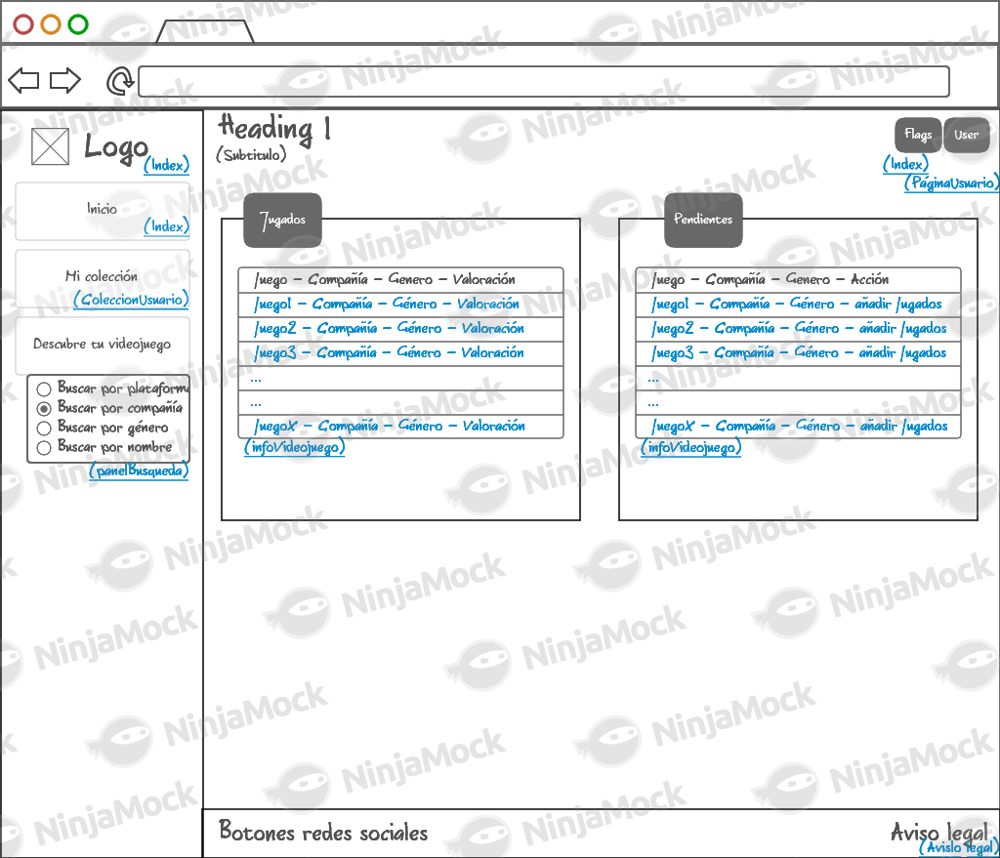 Logo
(Index)
Inicio
(Index)
Mi colección
(ColeccionUsuario)
Descubre tu videojuego
Buscar por plataforma
Buscar por compañía
Buscar por género
Buscar por nombre
(panelBusqueda)
Heading 1
(Subtitulo)
Flags
User
(Index)
(PáginaUsuario)
Jugados
Juego - Compañía - Genero - Valoración
Juego1 - Compañía - Género - Valoración
Juego2 - Compañía - Género - Valoración
Juego3 - Compañía - Género - Valoración
...
...
JuegoX - Compañía - Género - Valoración
(infoVideojuego)
Pendientes
Juego - Compañía - Genero - Acción
Juego1 - Compañía - Género - añadir Jugados
Juego2 - Compañía - Género - añadir Jugados
Juego3 - Compañía - Género - añadir Jugados
...
...
JuegoX - Compañía - Género - añadir Jugados
(infoVideojuego)
Botones redes sociales
Aviso legal
(Avislo legal)
NinjaMock